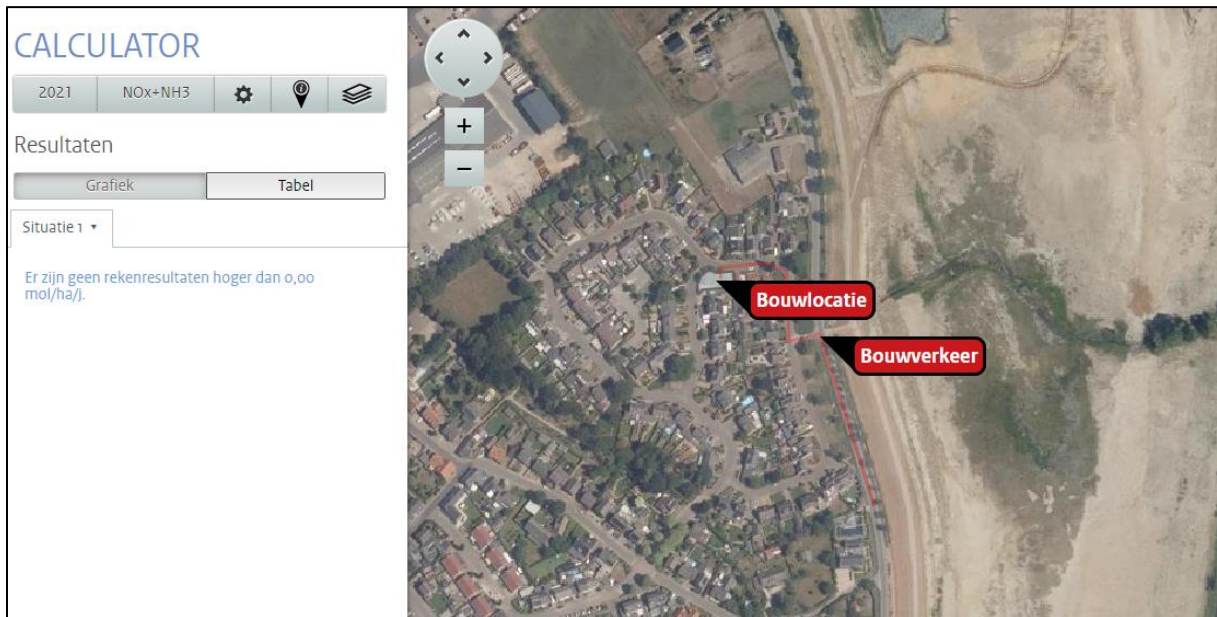 CALCULATOR
2021 NOx+NH3
Resultaten
Grafiek Tabel
Situatie 1
Er zijn geen rekenresultaten hoger dan 0,00
mol/ha/j.
+
−
Bouwlocatie
Bouwverkeer